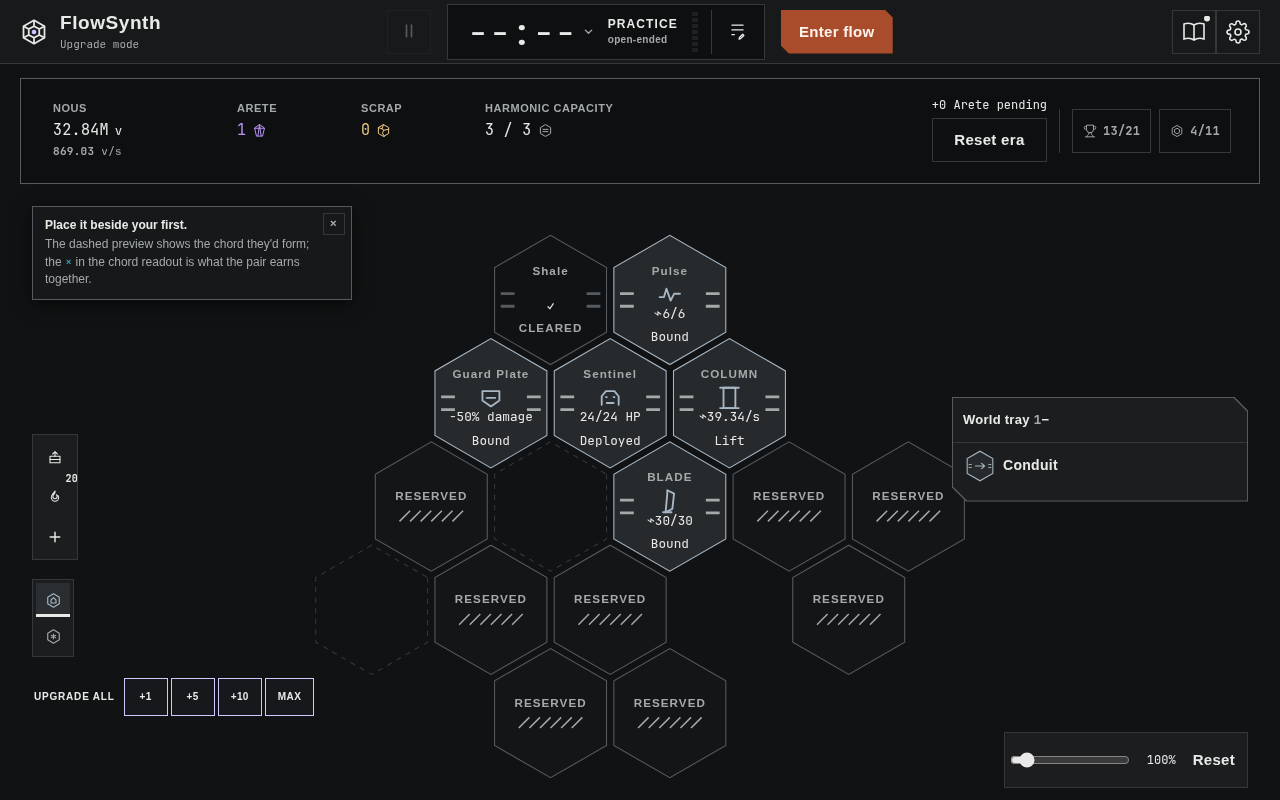 FlowSynth
Upgrade mode
– – : – –
PRACTICE
open-ended
Enter flow
NOUS
32.84M v
869.03 v/s
ARETE
1
SCRAP
0
HARMONIC CAPACITY
3 / 3
+0 Arete pending
Reset era
13/21
4/11
Place it beside your first.
The dashed preview shows the chord they'd form;
the × in the chord readout is what the pair earns
together.
Shale
CLEARED
Pulse
⌁6/6
Bound
Guard Plate
-50% damage
Bound
Sentinel
24/24 HP
Deployed
COLUMN
⌁39.34/s
Lift
BLADE
⌁30/30
Bound
RESERVED
RESERVED
RESERVED
RESERVED
RESERVED
RESERVED
RESERVED
RESERVED
World tray 1–
Conduit
20
UPGRADE ALL
+1
+5
+10
MAX
100%
Reset